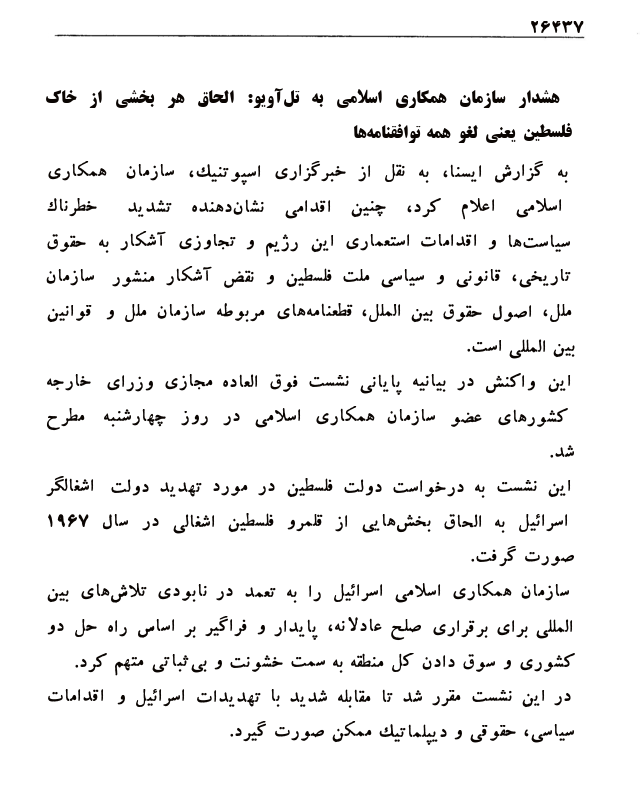 ۲۶۴۳۷
هشدار سازمان همکاری اسلامی به تل‌آویو: الحاق هر بخشی از خاک
فلسطین یعنی لغو همه توافقنامه‌ها
به گزارش ایسنا، به نقل از خبرگزاری اسپوتنیك، سازمان همکاری
اسلامی اعلام کرد، چنین اقدامی نشان‌دهنده تشدید خطرناك
سیاست‌ها و اقدامات استعماری این رژیم و تجاوزی آشکار به حقوق
تاریخی، قانونی و سیاسی ملت فلسطین و نقض آشکار منشور سازمان
ملل، اصول حقوق بین الملل، قطعنامه‌های مربوطه سازمان ملل و قوانین
بین المللی است.
این واکنش در بیانیه پایانی نشست فوق العاده مجازی وزرای خارجه
کشورهای عضو سازمان همکاری اسلامی در روز چهارشنبه مطرح
شد.
این نشست به درخواست دولت فلسطین در مورد تهدید دولت اشغالگر
اسرائیل به الحاق بخش‌هایی از قلمرو فلسطین اشغالی در سال ۱۹۶۷
صورت گرفت.
سازمان همکاری اسلامی اسرائیل را به تعمد در نابودی تلاش‌های بین
المللی برای برقراری صلح عادلانه، پایدار و فراگیر بر اساس راه حل دو
کشوری و سوق دادن کل منطقه به سمت خشونت و بی‌ثباتی متهم کرد.
در این نشست مقرر شد تا مقابله شدید با تهدیدات اسرائیل و اقدامات
سیاسی، حقوقی و دیپلماتیك ممکن صورت گیرد.